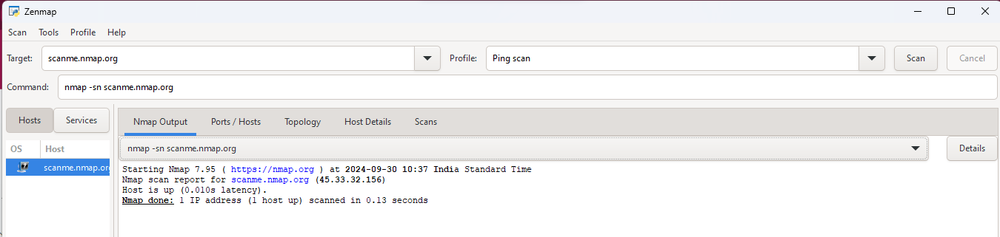 Zenmap
Scan Tools Profile Help
Target: scanme.nmap.org Profile: Ping scan Scan Cancel
Command: nmap -sn scanme.nmap.org
Hosts Services Nmap Output Ports / Hosts Topology Host Details Scans
OS Host nmap -sn scanme.nmap.org Details
scanme.nmap.org
Starting Nmap 7.95 ( https://nmap.org ) at 2024-09-30 10:37 India Standard Time
Nmap scan report for scanme.nmap.org (45.33.32.156)
Host is up (0.010s latency).
Nmap done: 1 IP address (1 host up) scanned in 0.13 seconds